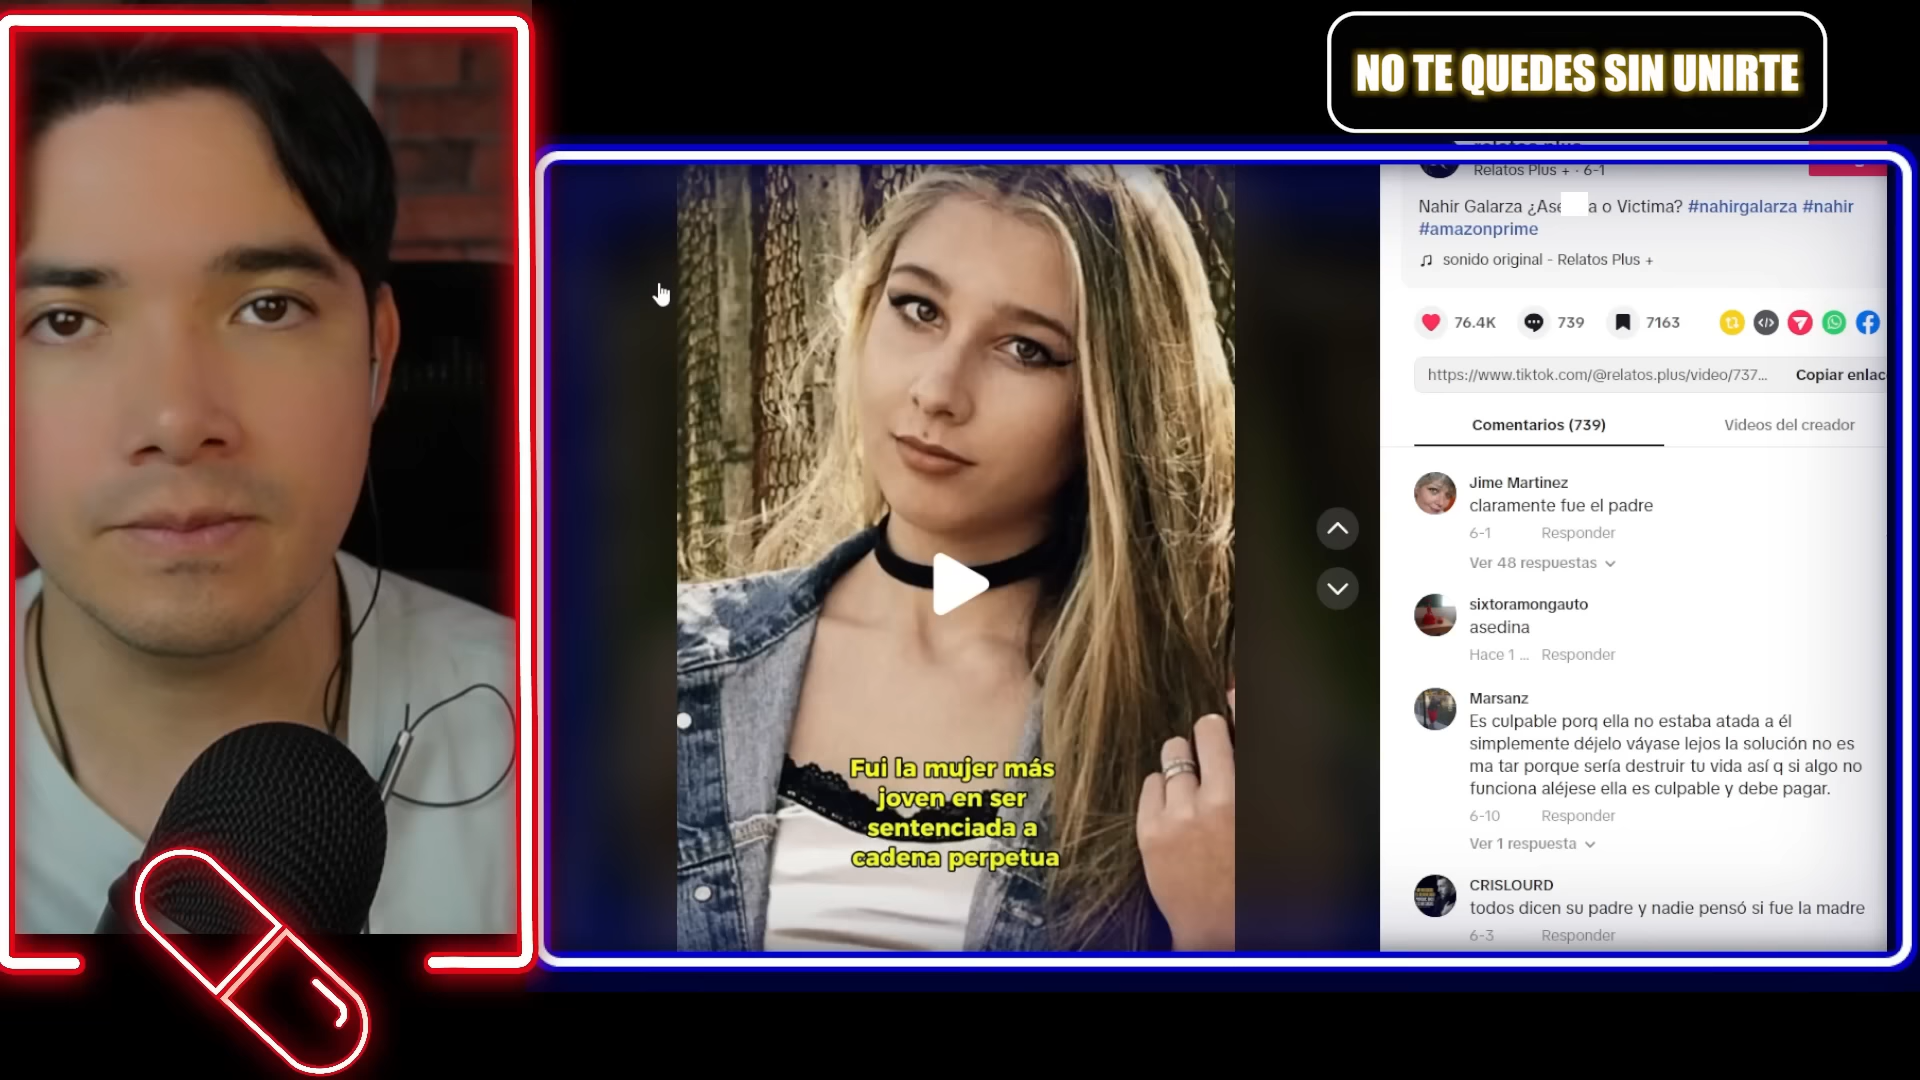 NO TE QUEDES SIN UNIRTE
Relatos Plus + · 6-1
Nahir Galarza ¿Ase a o Victima? #nahirgalarza #nahir
#amazonprime
sonido original - Relatos Plus +
76.4K 739 7163
https://www.tiktok.com/@relatos.plus/video/737... Copiar enlac
Comentarios (739) Videos del creador
Jime Martinez
claramente fue el padre
6-1 Responder
Ver 48 respuestas
sixtoramongauto
asedina
Hace 1 ... Responder
Marsanz
Es culpable porq ella no estaba atada a él
simplemente déjelo váyase lejos la solución no es
ma tar porque sería destruir tu vida así q si algo no
funciona aléjese ella es culpable y debe pagar.
6-10 Responder
Ver 1 respuesta
CRISLOURD
todos dicen su padre y nadie pensó si fue la madre
6-3 Responder
Fui la mujer más
joven en ser
sentenciada a
cadena perpetua